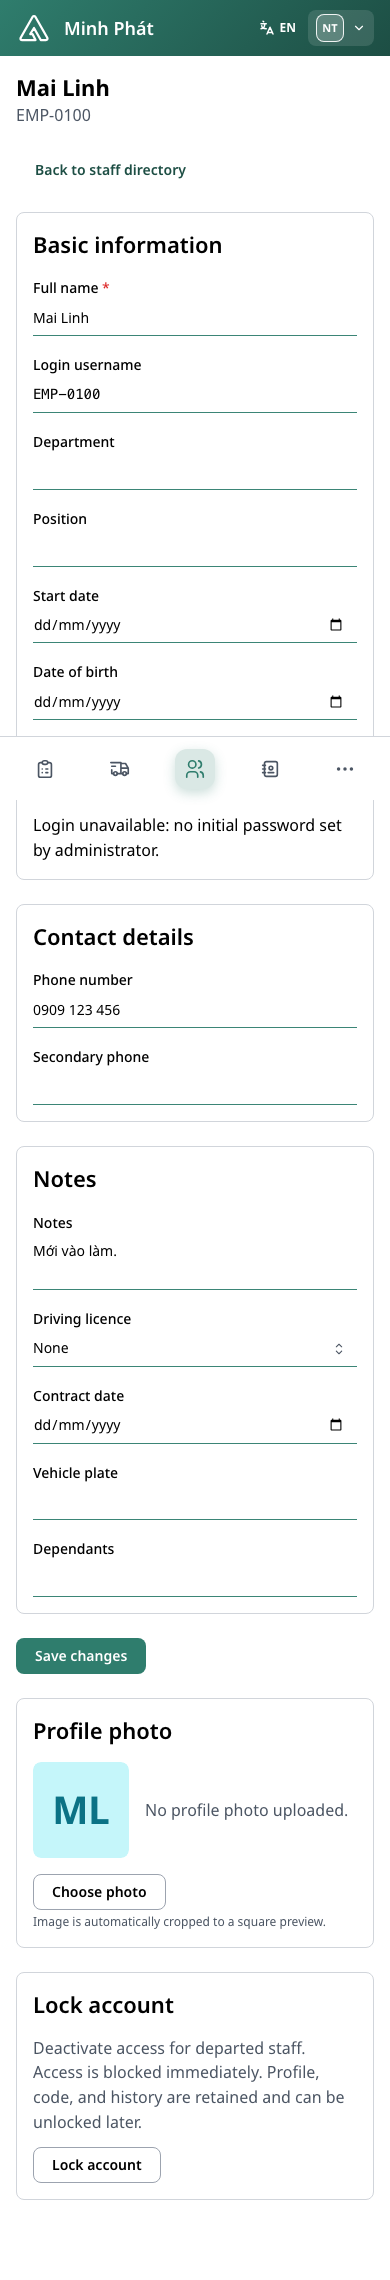 Minh Phát
EN
NT
Mai Linh
EMP-0100
Back to staff directory
Basic information
Full name *
Mai Linh
Login username
EMP-0100
Department
Position
Start date
dd/mm/yyyy
Date of birth
dd/mm/yyyy
Login unavailable: no initial password set
by administrator.
Contact details
Phone number
0909 123 456
Secondary phone
Notes
Notes
Mới vào làm.
Driving licence
None
Contract date
dd/mm/yyyy
Vehicle plate
Dependants
Save changes
Profile photo
ML
No profile photo uploaded.
Choose photo
Image is automatically cropped to a square preview.
Lock account
Deactivate access for departed staff.
Access is blocked immediately. Profile,
code, and history are retained and can be
unlocked later.
Lock account